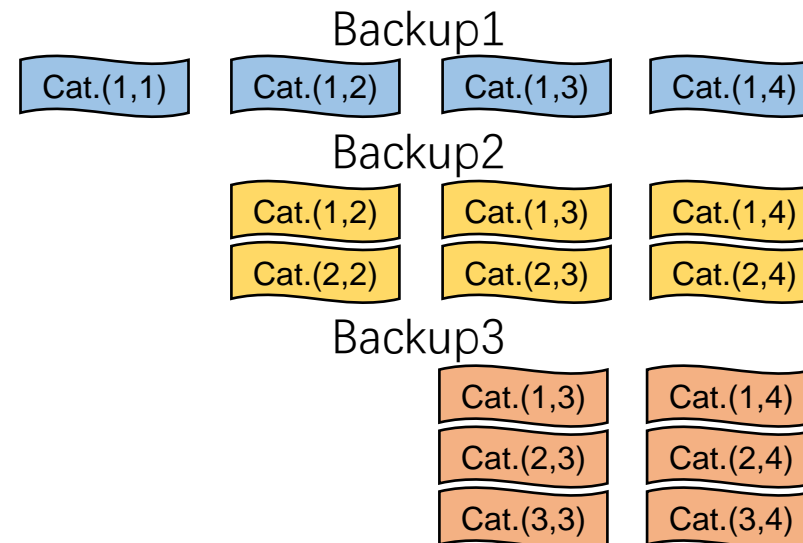 Backup1
Cat.(1,1) Cat.(1,2) Cat.(1,3) Cat.(1,4)
Backup2
Cat.(1,2) Cat.(1,3) Cat.(1,4)
Cat.(2,2) Cat.(2,3) Cat.(2,4)
Backup3
Cat.(1,3) Cat.(1,4)
Cat.(2,3) Cat.(2,4)
Cat.(3,3) Cat.(3,4)